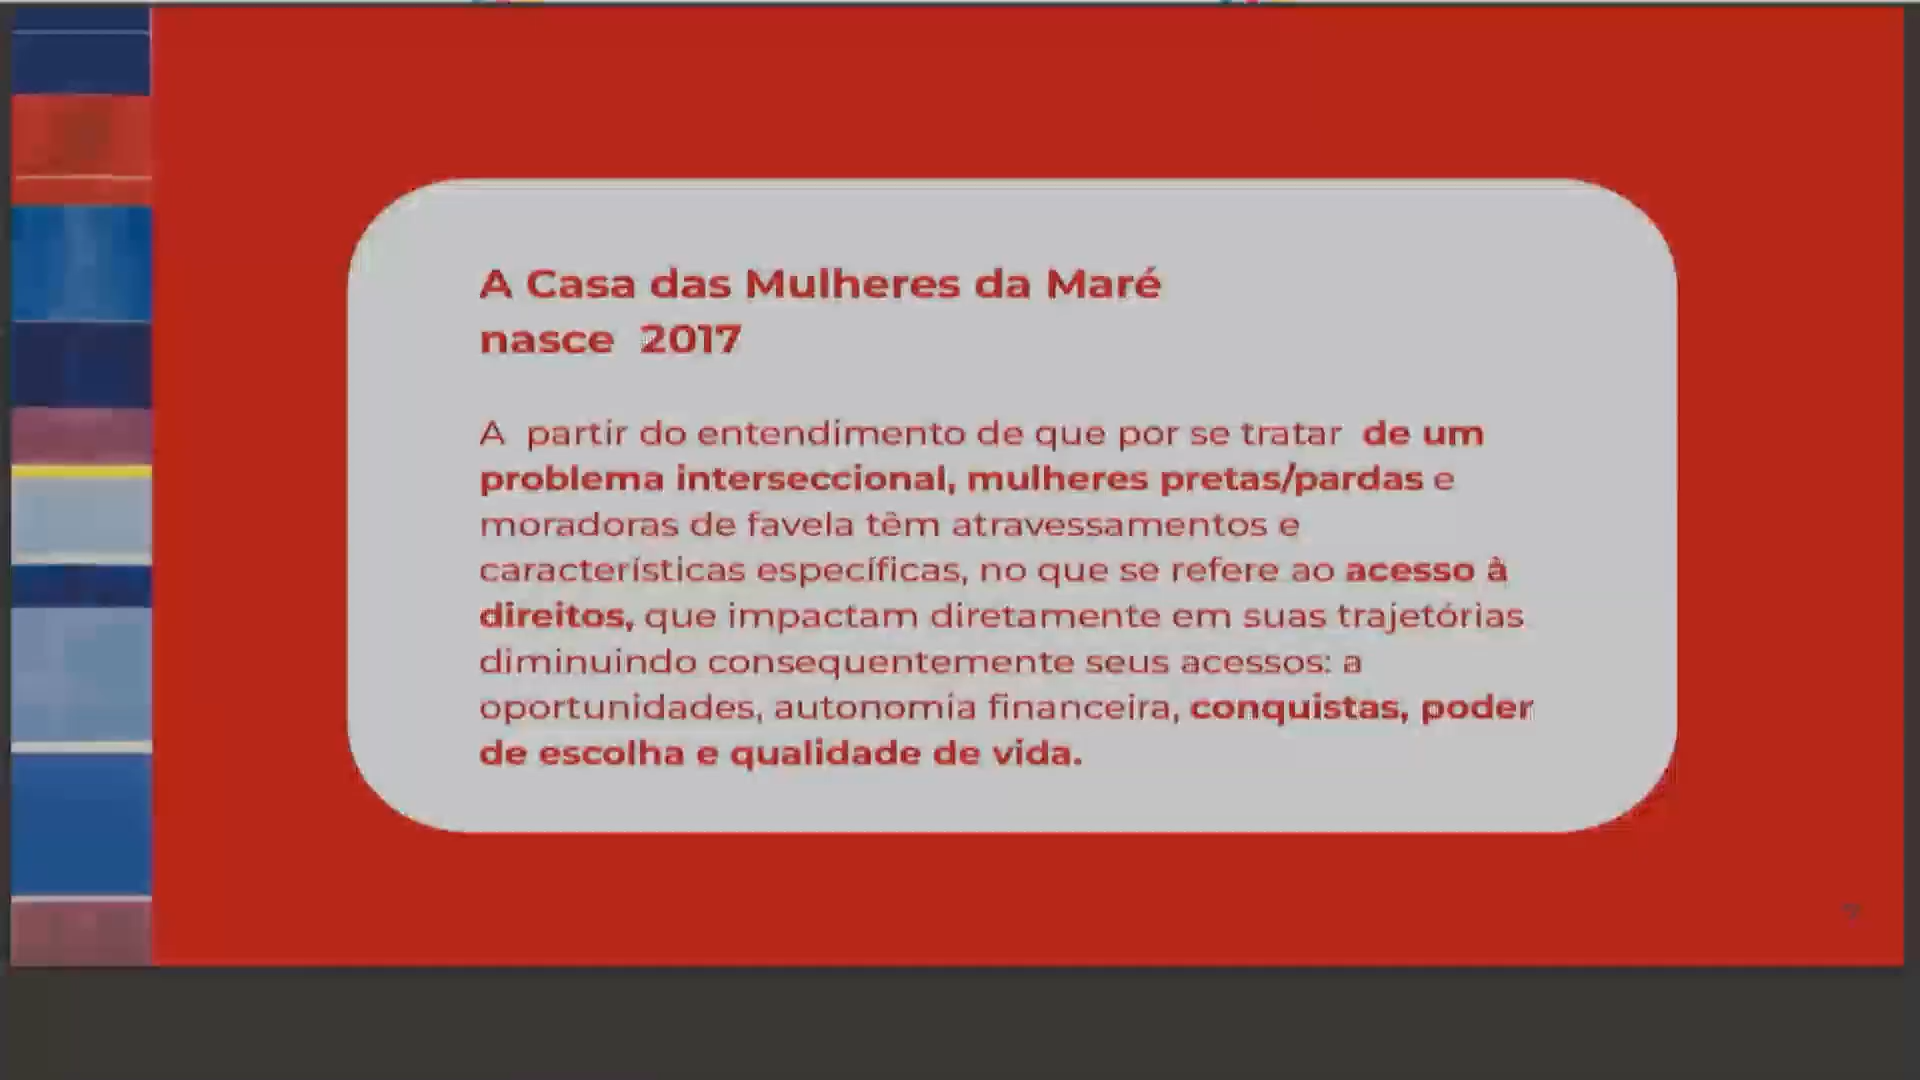 A Casa das Mulheres da Maré
nasce 2017
A partir do entendimento de que por se tratar de um
problema interseccional, mulheres pretas/pardas e
moradoras de favela têm atravessamentos e
características específicas, no que se refere ao acesso à
direitos, que impactam diretamente em suas trajetórias
diminuindo consequentemente seus acessos: a
oportunidades, autonomia financeira, conquistas, poder
de escolha e qualidade de vida.